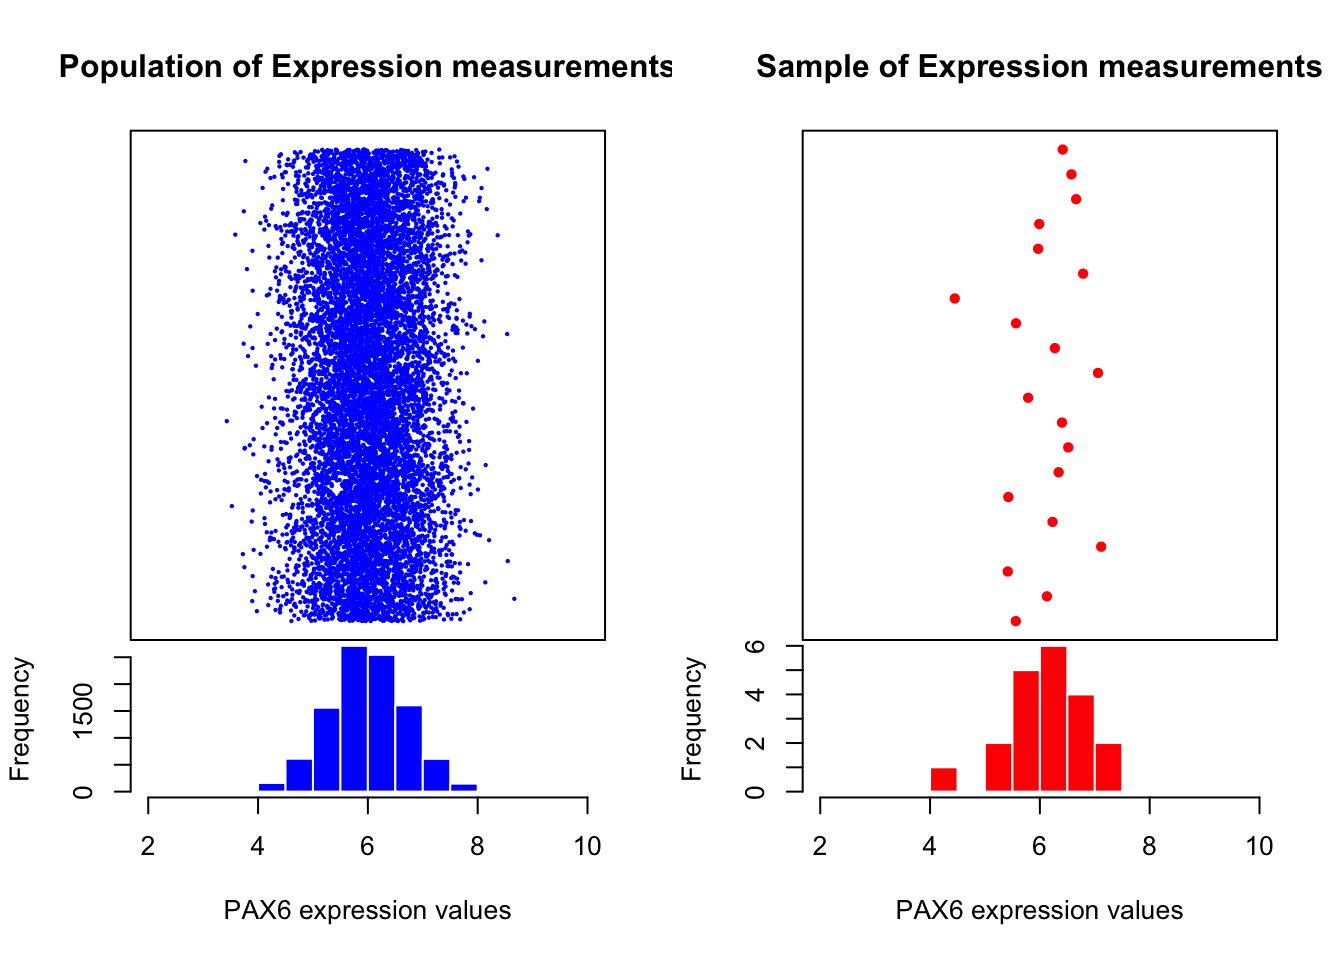 Population of Expression measurements
Frequency
0 1500
2 4 6 8 10
PAX6 expression values
Sample of Expression measurements
Frequency
0 2 4 6
2 4 6 8 10
PAX6 expression values